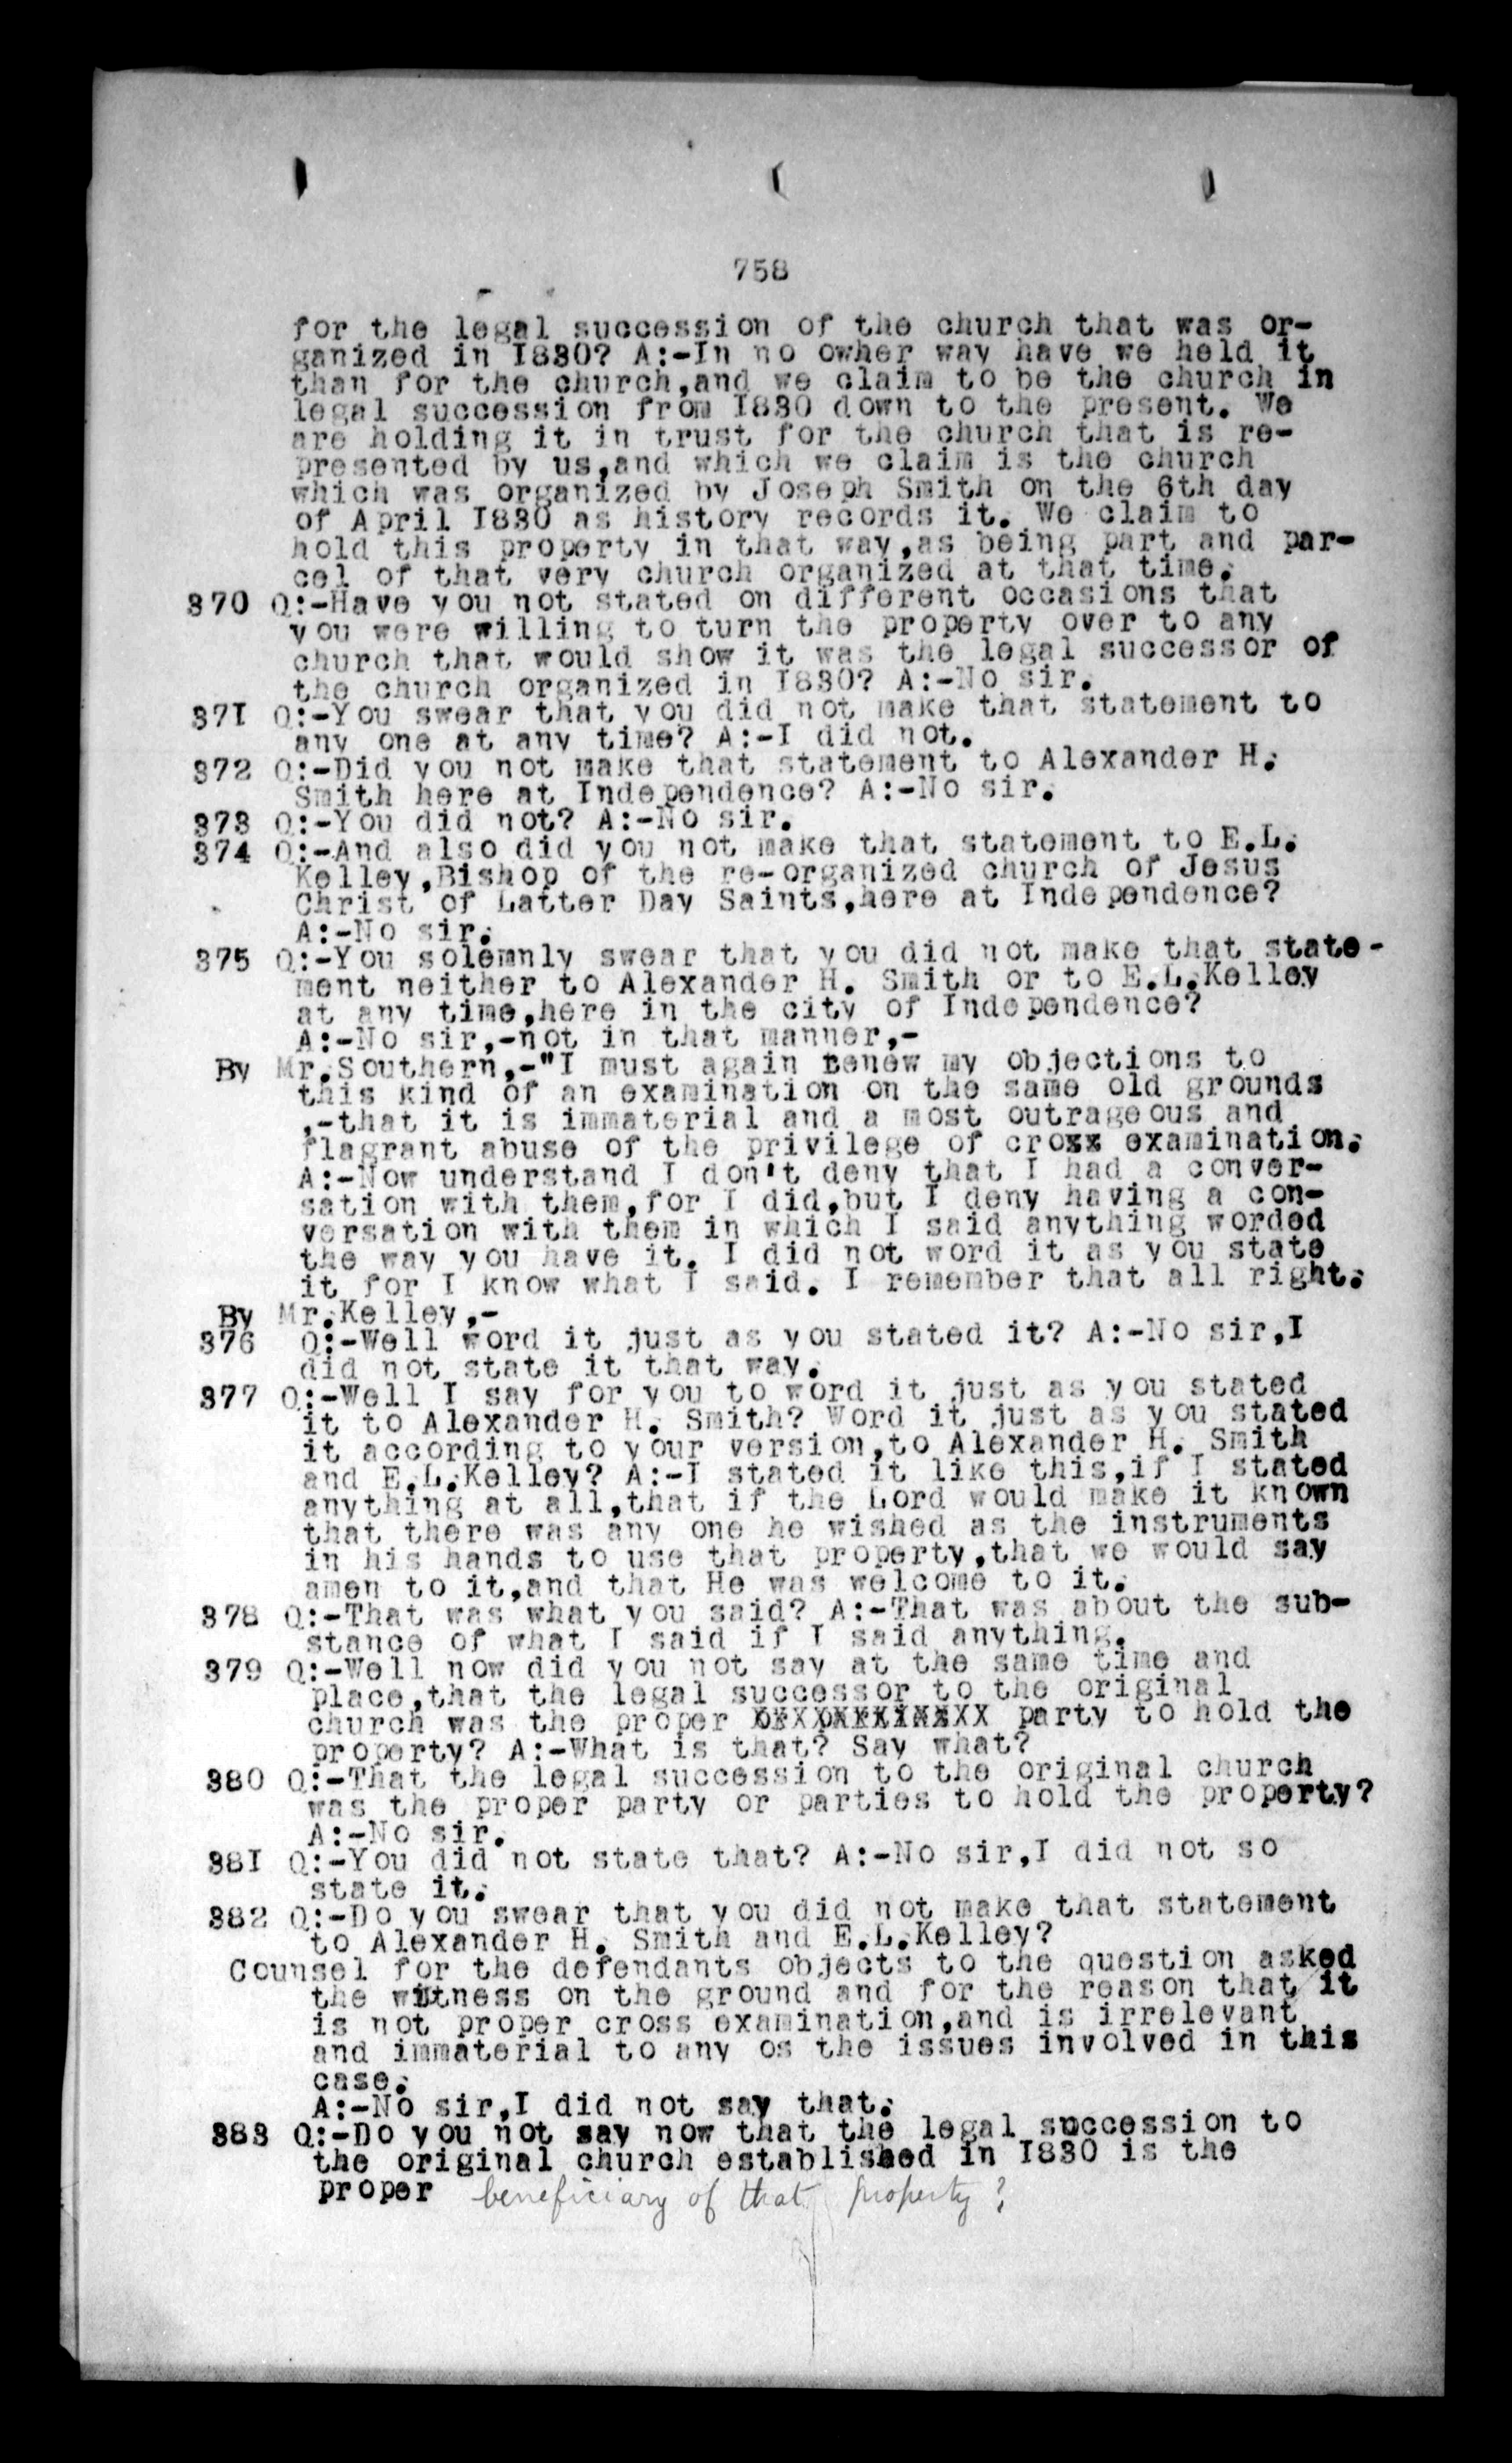 758
for the legal succession of the church that was or-
ganized in I830? A:-In no owher way have we held it
than for the church,and we claim to be the church in
legal succession from I830 down to the present. We
are holding it in trust for the church that is re-
presented by us,and which we claim is the church
which was organized by Joseph Smith on the 6th day
of April I830 as history records it. We claim to
hold this property in that way,as being part and par-
cel of that very church organized at that time.
370 Q:-Have you not stated on different occasions that
you were willing to turn the property over to any
church that would show it was the legal successor of
the church organized in I830? A:-No sir.
37I Q:-You swear that you did not make that statement to
any one at any time? A:-I did not.
372 Q:-Did you not make that statement to Alexander H.
Smith here at Independence? A:-No sir.
373 Q:-You did not? A:-No sir.
374 Q:-And also did you not make that statement to E.L.
Kelley,Bishop of the re-organized church of Jesus
Christ of Latter Day Saints,here at Independence?
A:-No sir.
375 Q:-You solemnly swear that you did not make that state-
ment neither to Alexander H. Smith or to E.L.Kelley
at any time,here in the city of Independence?
A:-No sir,-not in that manner,-
By Mr.Southern,-"I must again renew my objections to
this kind of an examination on the same old grounds
,-that it is immaterial and a most outrageous and
flagrant abuse of the privilege of cross examination.
A:-Now understand I don't deny that I had a conver-
sation with them,for I did,but I deny having a con-
versation with them in which I said anything worded
the way you have it. I did not word it as you state
it for I know what I said. I remember that all right.
By Mr.Kelley,-
376 Q:-Well word it just as you stated it? A:-No sir,I
did not state it that way.
377 Q:-Well I say for you to word it just as you stated
it to Alexander H. Smith? Word it just as you stated
it according to your version,to Alexander H. Smith
and E.L.Kelley? A:-I stated it like this,if I stated
anything at all,that if the Lord would make it known
that there was any one he wished as the instruments
in his hands to use that property,that we would say
amen to it,and that He was welcome to it.
378 Q:-That was what you said? A:-That was about the sub-
stance of what I said if I said anything.
379 Q:-Well now did you not say at the same time and
place,that the legal successor to the original
church was the proper party to hold the
property? A:-What is that? Say what?
380 Q:-That the legal succession to the original church
was the proper party or parties to hold the property?
A:-No sir.
38I Q:-You did not state that? A:-No sir,I did not so
state it.
382 Q:-Do you swear that you did not make that statement
to Alexander H. Smith and E.L.Kelley?
Counsel for the defendants objects to the question asked
the witness on the ground and for the reason that it
is not proper cross examination,and is irrelevant
and immaterial to any os the issues involved in this
case.
A:-No sir,I did not say that.
383 Q:-Do you not say now that the legal succession to
the original church established in I830 is the
proper beneficiary of that property?